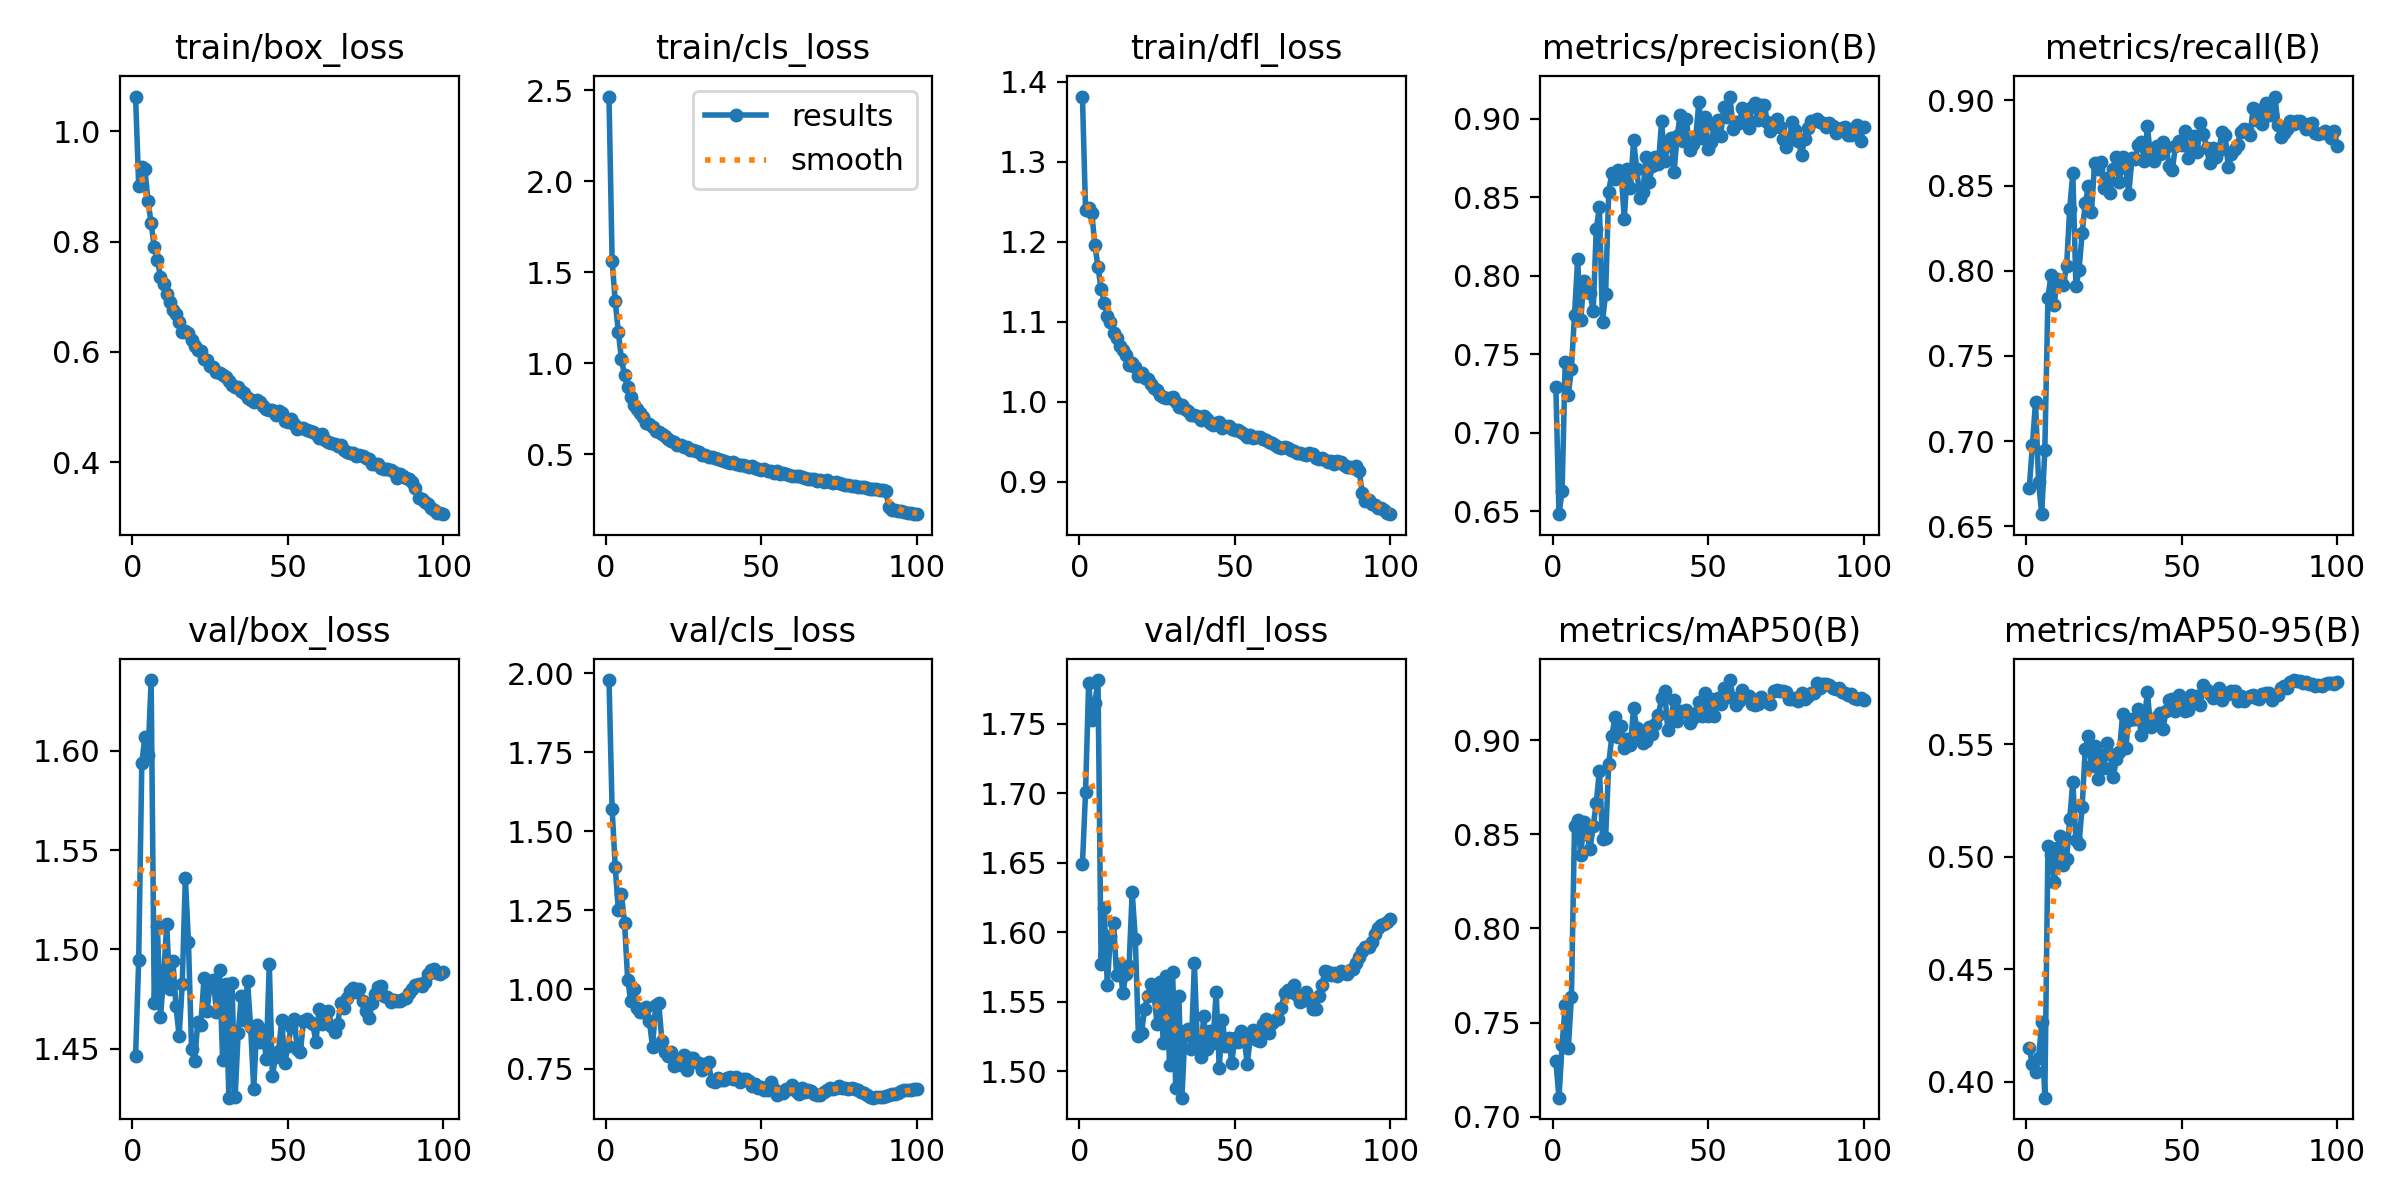 train/box_loss
1.0
0.8
0.6
0.4
0 50 100
train/cls_loss
results
smooth
2.5
2.0
1.5
1.0
0.5
0 50 100
train/dfl_loss
1.4
1.3
1.2
1.1
1.0
0.9
0 50 100
metrics/precision(B)
0.90
0.85
0.80
0.75
0.70
0.65
0 50 100
metrics/recall(B)
0.90
0.85
0.80
0.75
0.70
0.65
0 50 100
val/box_loss
1.60
1.55
1.50
1.45
0 50 100
val/cls_loss
2.00
1.75
1.50
1.25
1.00
0.75
0 50 100
val/dfl_loss
1.75
1.70
1.65
1.60
1.55
1.50
0 50 100
metrics/mAP50(B)
0.90
0.85
0.80
0.75
0.70
0 50 100
metrics/mAP50-95(B)
0.55
0.50
0.45
0.40
0 50 100